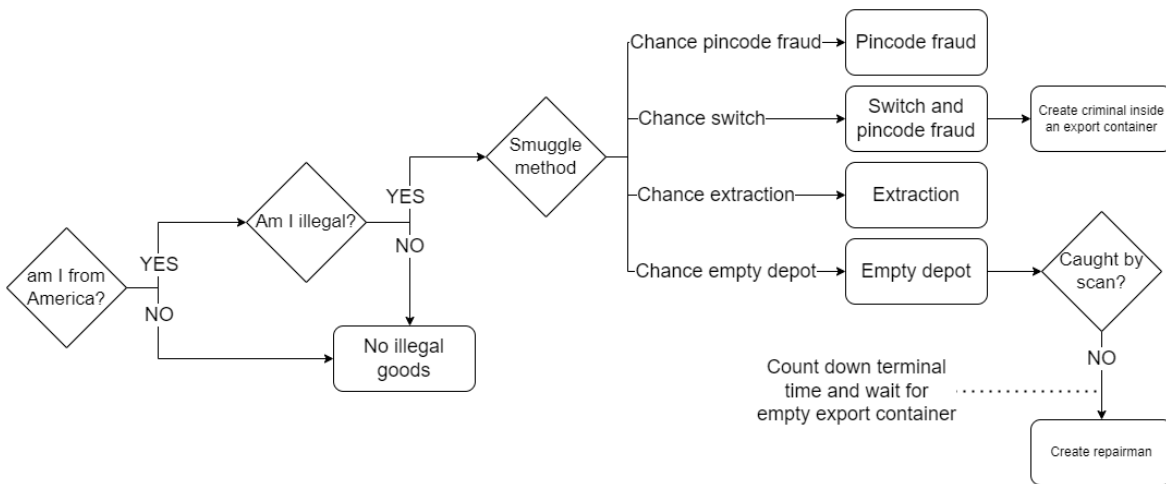 Chance pincode fraud
Pincode fraud
Chance switch
Switch and
pincode fraud
Create criminal inside
an export container
Smuggle
method
YES
Chance extraction
Extraction
Am I illegal?
NO
YES
Chance empty depot
Empty depot
Caught by
scan?
am I from
America?
NO
No illegal
goods
NO
Count down terminal
time and wait for
empty export container
Create repairman